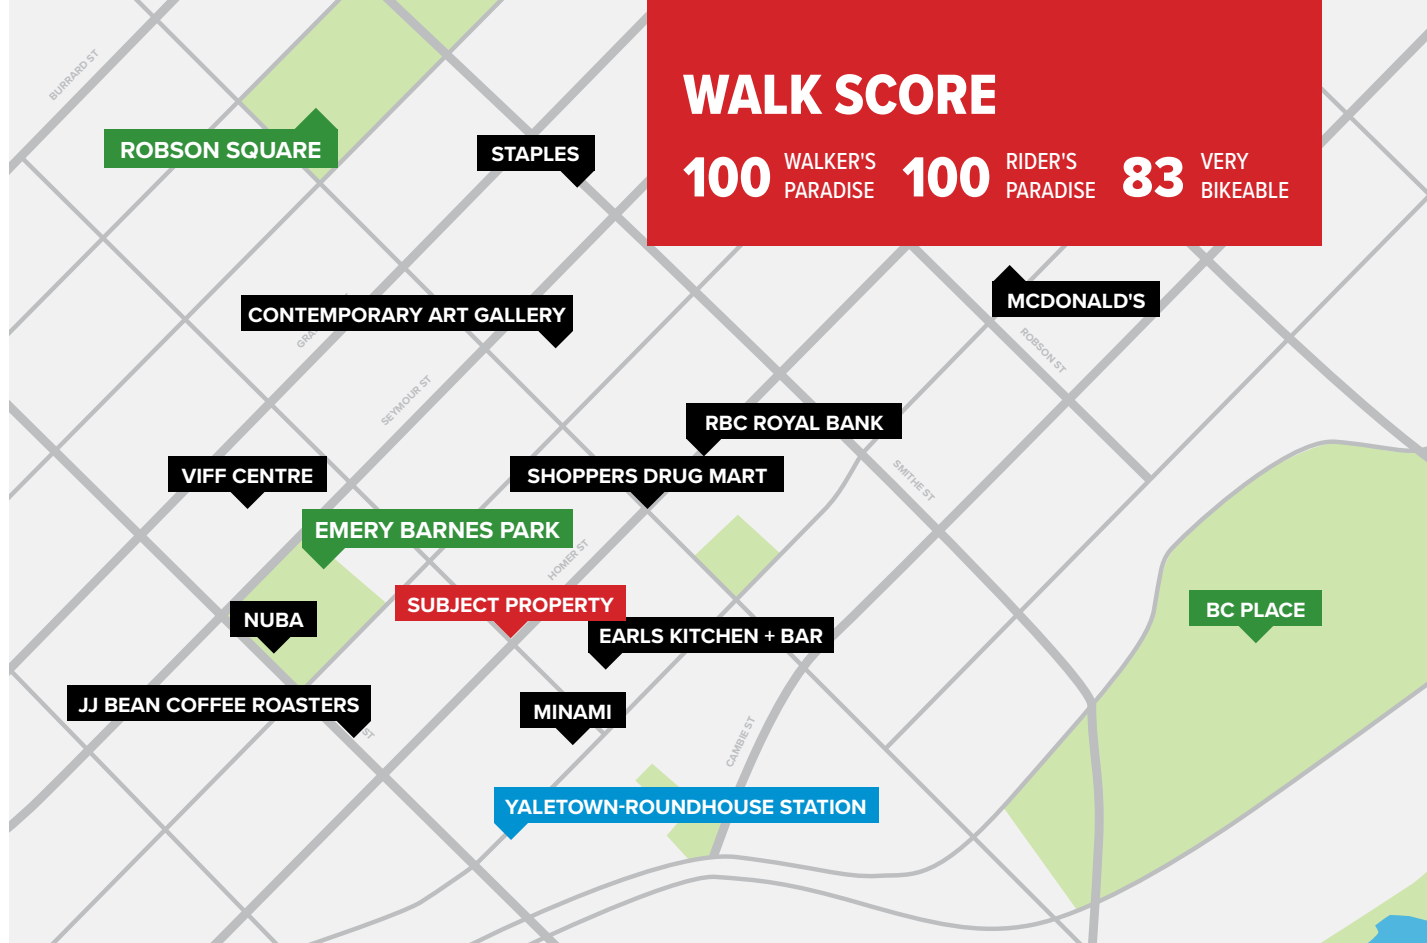 BURRARD ST
WALK SCORE
100 WALKER'S PARADISE
100 RIDER'S PARADISE
83 VERY BIKEABLE
ROBSON SQUARE
STAPLES
CONTEMPORARY ART GALLERY
MCDONALD'S
ROBSON ST
SEYMOUR ST
RBC ROYAL BANK
VIFF CENTRE
SHOPPERS DRUG MART
SMITHE ST
EMERY BARNES PARK
HOMER ST
SUBJECT PROPERTY
BC PLACE
NUBA
EARLS KITCHEN + BAR
JJ BEAN COFFEE ROASTERS
ST
MINAMI
CAMBIE ST
YALETOWN-ROUNDHOUSE STATION